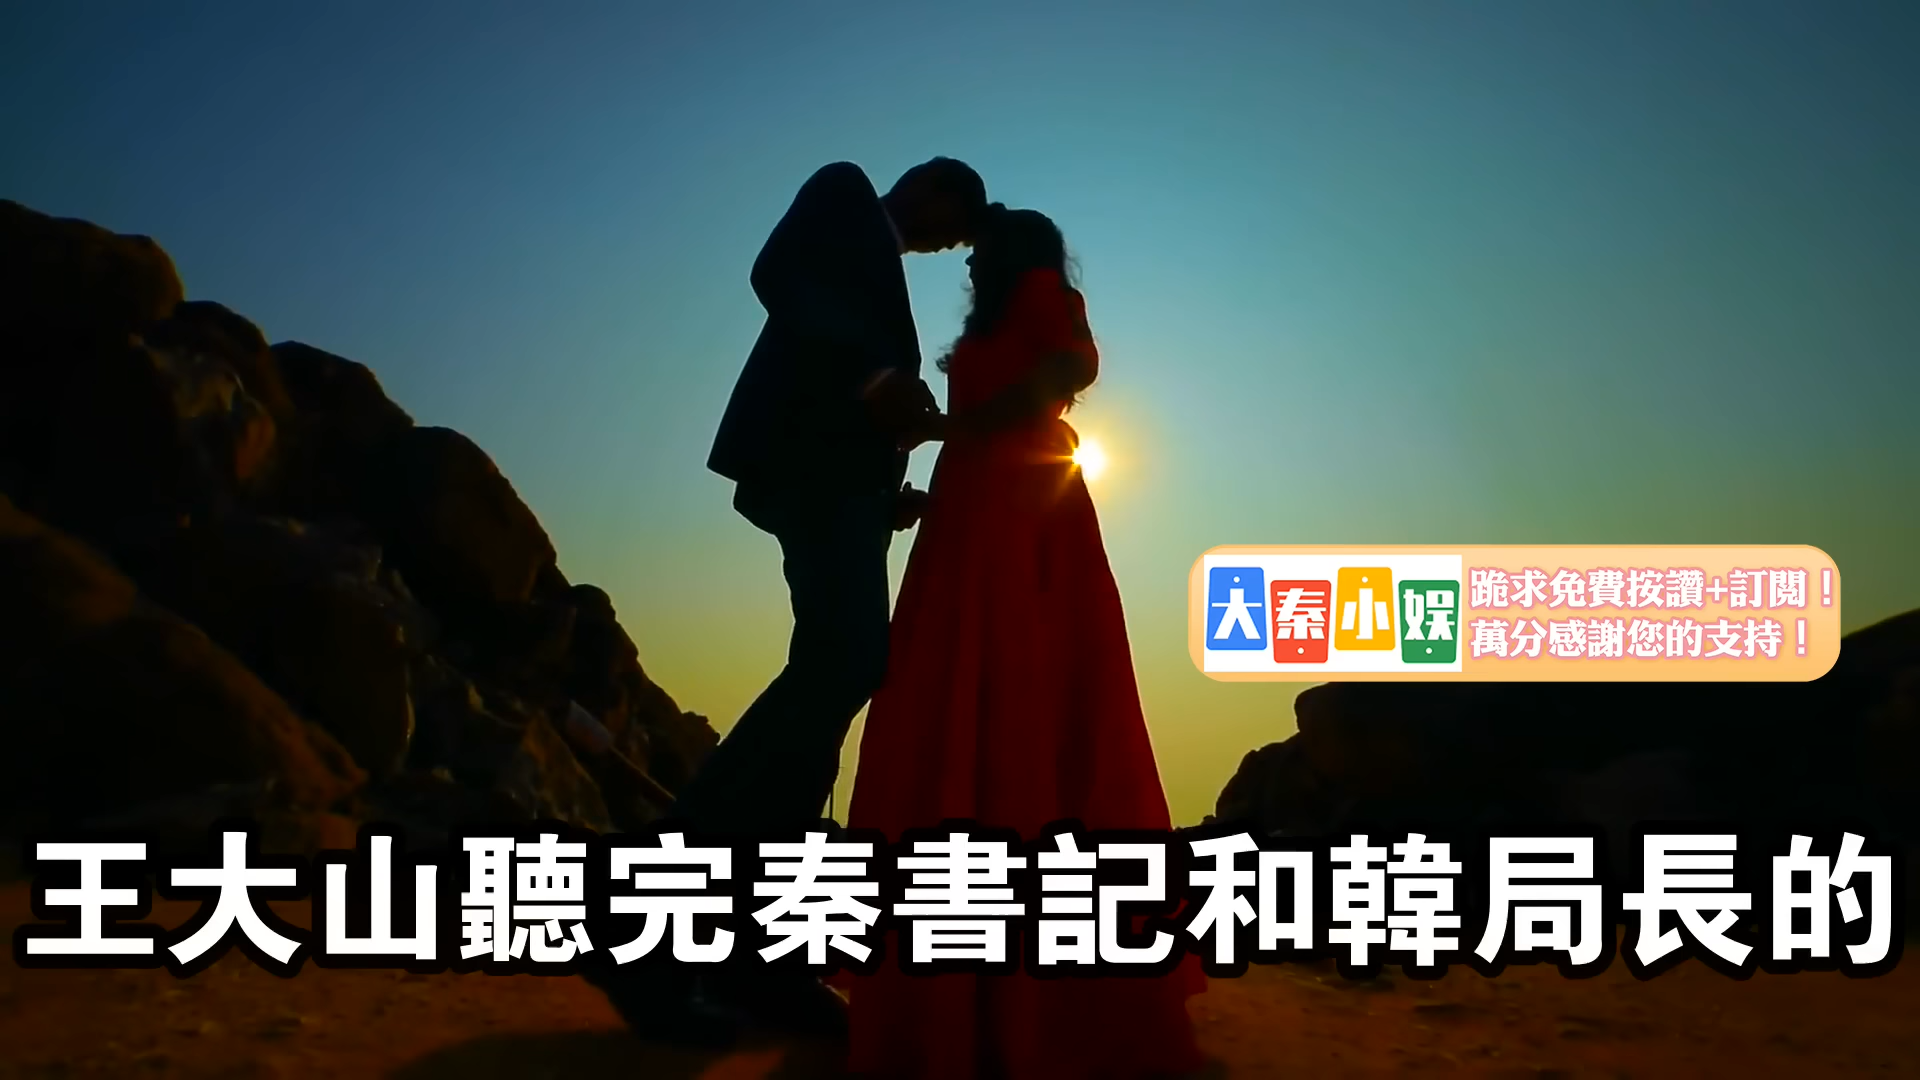 大秦小娱
跪求免費按讚+訂閱！
萬分感謝您的支持！
王大山聽完秦書記和韓局長的